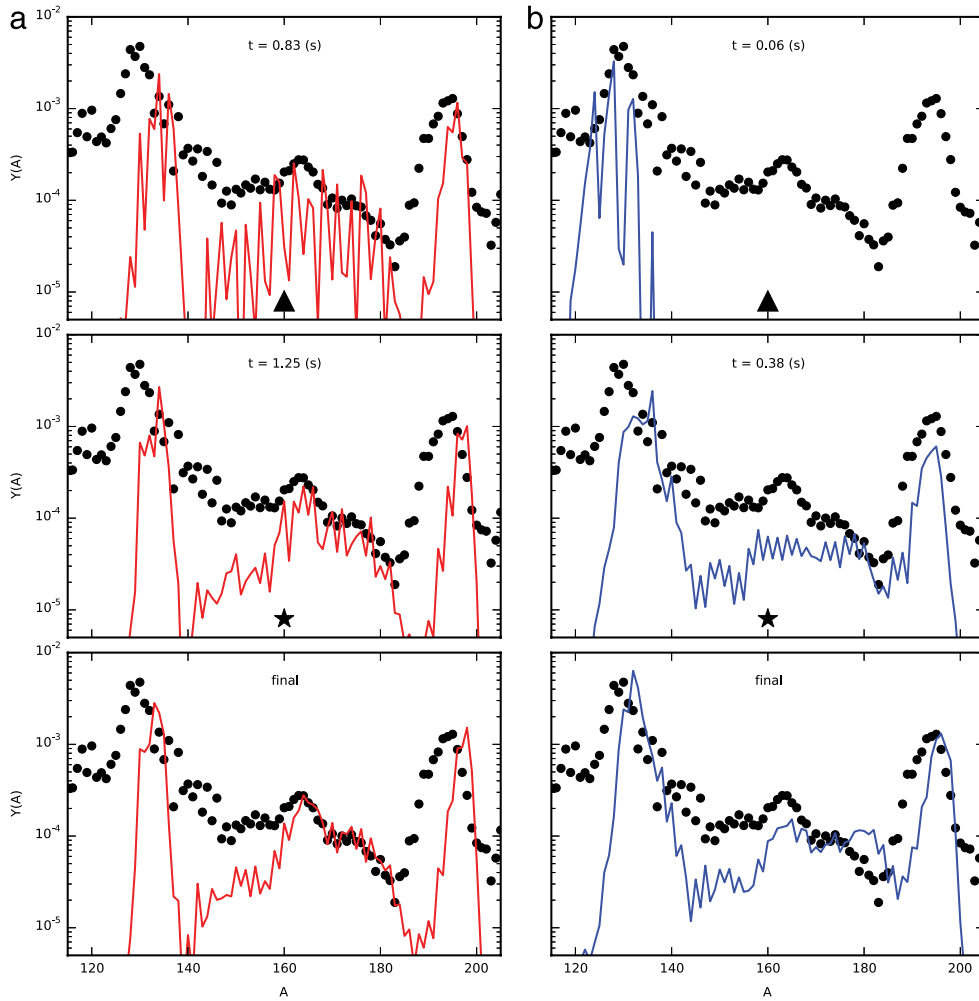 a
b
10^-2
10^-3
10^-4
10^-5
Y(A)
t = 0.83 (s)
t = 0.06 (s)
10^-2
10^-3
10^-4
10^-5
Y(A)
t = 1.25 (s)
t = 0.38 (s)
10^-2
10^-3
10^-4
10^-5
Y(A)
final
final
120 140 160 180 200
A
120 140 160 180 200
A